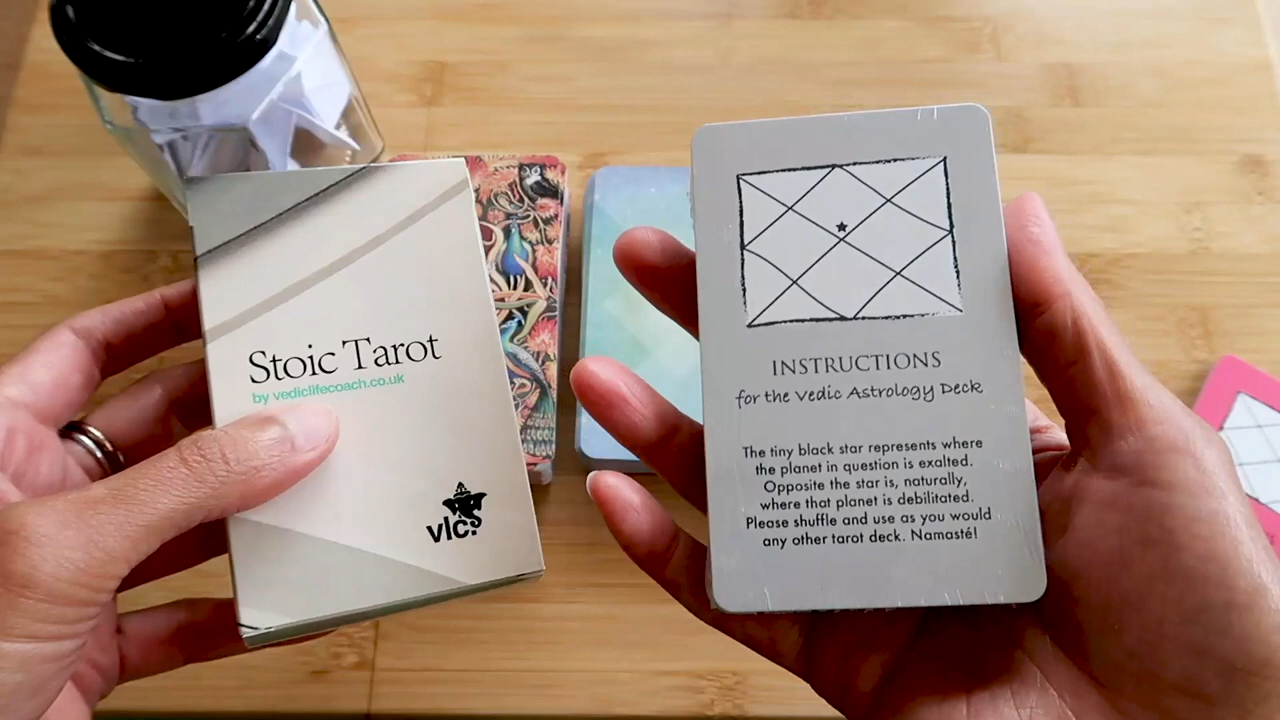 Stoic Tarot
by vediclifecoach.co.uk
vlc.
INSTRUCTIONS
for the Vedic Astrology Deck
The tiny black star represents where
the planet in question is exalted.
Opposite the star is, naturally,
where that planet is debilitated.
Please shuffle and use as you would
any other tarot deck. Namasté!